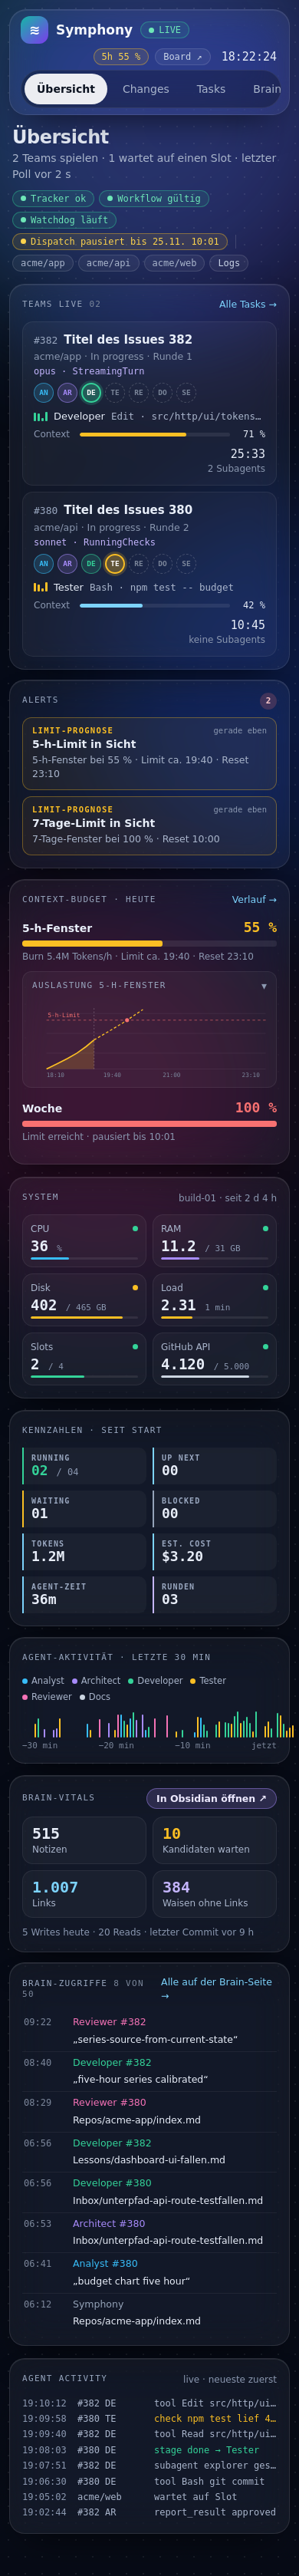 Symphony
LIVE
5h 55 %
Board ↗
18:22:24
Übersicht
Changes
Tasks
Brain
Übersicht
2 Teams spielen · 1 wartet auf einen Slot · letzter
Poll vor 2 s
Tracker ok
Workflow gültig
Watchdog läuft
Dispatch pausiert bis 25.11. 10:01
acme/app
acme/api
acme/web
Logs
TEAMS LIVE 02
Alle Tasks →
#382 Titel des Issues 382
acme/app · In progress · Runde 1
opus · StreamingTurn
AN AR DE TE RE DO SE
Developer Edit · src/http/ui/tokens…
Context 71 %
25:33
2 Subagents
#380 Titel des Issues 380
acme/api · In progress · Runde 2
sonnet · RunningChecks
AN AR DE TE RE DO SE
Tester Bash · npm test -- budget
Context 42 %
10:45
keine Subagents
ALERTS
2
LIMIT-PROGNOSE
gerade eben
5-h-Limit in Sicht
5-h-Fenster bei 55 % · Limit ca. 19:40 · Reset
23:10
LIMIT-PROGNOSE
gerade eben
7-Tage-Limit in Sicht
7-Tage-Fenster bei 100 % · Reset 10:00
CONTEXT-BUDGET · HEUTE
Verlauf →
5-h-Fenster
55 %
Burn 5.4M Tokens/h · Limit ca. 19:40 · Reset 23:10
AUSLASTUNG 5-H-FENSTER
▼
5-h-Limit
18:10 19:40 21:00 23:10
Woche
100 %
Limit erreicht · pausiert bis 10:01
SYSTEM
build-01 · seit 2 d 4 h
CPU
36 %
RAM
11.2 / 31 GB
Disk
402 / 465 GB
Load
2.31 1 min
Slots
2 / 4
GitHub API
4.120 / 5.000
KENNZAHLEN · SEIT START
RUNNING
02 / 04
UP NEXT
00
WAITING
01
BLOCKED
00
TOKENS
1.2M
EST. COST
$3.20
AGENT-ZEIT
36m
RUNDEN
03
AGENT-AKTIVITÄT · LETZTE 30 MIN
Analyst
Architect
Developer
Tester
Reviewer
Docs
−30 min −20 min −10 min jetzt
BRAIN-VITALS
In Obsidian öffnen ↗
515
Notizen
10
Kandidaten warten
1.007
Links
384
Waisen ohne Links
5 Writes heute · 20 Reads · letzter Commit vor 9 h
BRAIN-ZUGRIFFE 8 VON
50
Alle auf der Brain-Seite
→
09:22 Reviewer #382
„series-source-from-current-state“
08:40 Developer #382
„five-hour series calibrated“
08:29 Reviewer #380
Repos/acme-app/index.md
06:56 Developer #382
Lessons/dashboard-ui-fallen.md
06:56 Developer #380
Inbox/unterpfad-api-route-testfallen.md
06:53 Architect #380
Inbox/unterpfad-api-route-testfallen.md
06:41 Analyst #380
„budget chart five hour“
06:12 Symphony
Repos/acme-app/index.md
AGENT ACTIVITY
live · neueste zuerst
19:10:12 #382 DE tool Edit src/http/ui…
19:09:58 #380 TE check npm test lief 4…
19:09:40 #382 DE tool Read src/http/ui…
19:08:03 #380 DE stage done → Tester
19:07:51 #382 DE subagent explorer ges…
19:06:30 #380 DE tool Bash git commit
19:05:02 acme/web wartet auf Slot
19:02:44 #382 AR report_result approved